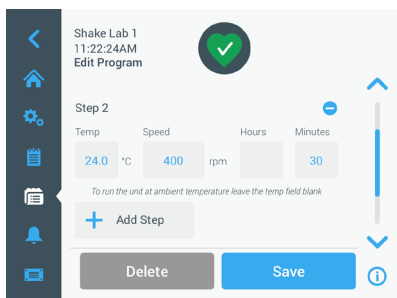 Shake Lab 1
11:22:24AM
Edit Program
Step 2
Temp Speed Hours Minutes
24.0 °C 400 rpm 30
To run the unit at ambient temperature leave the temp field blank
+ Add Step
Delete Save